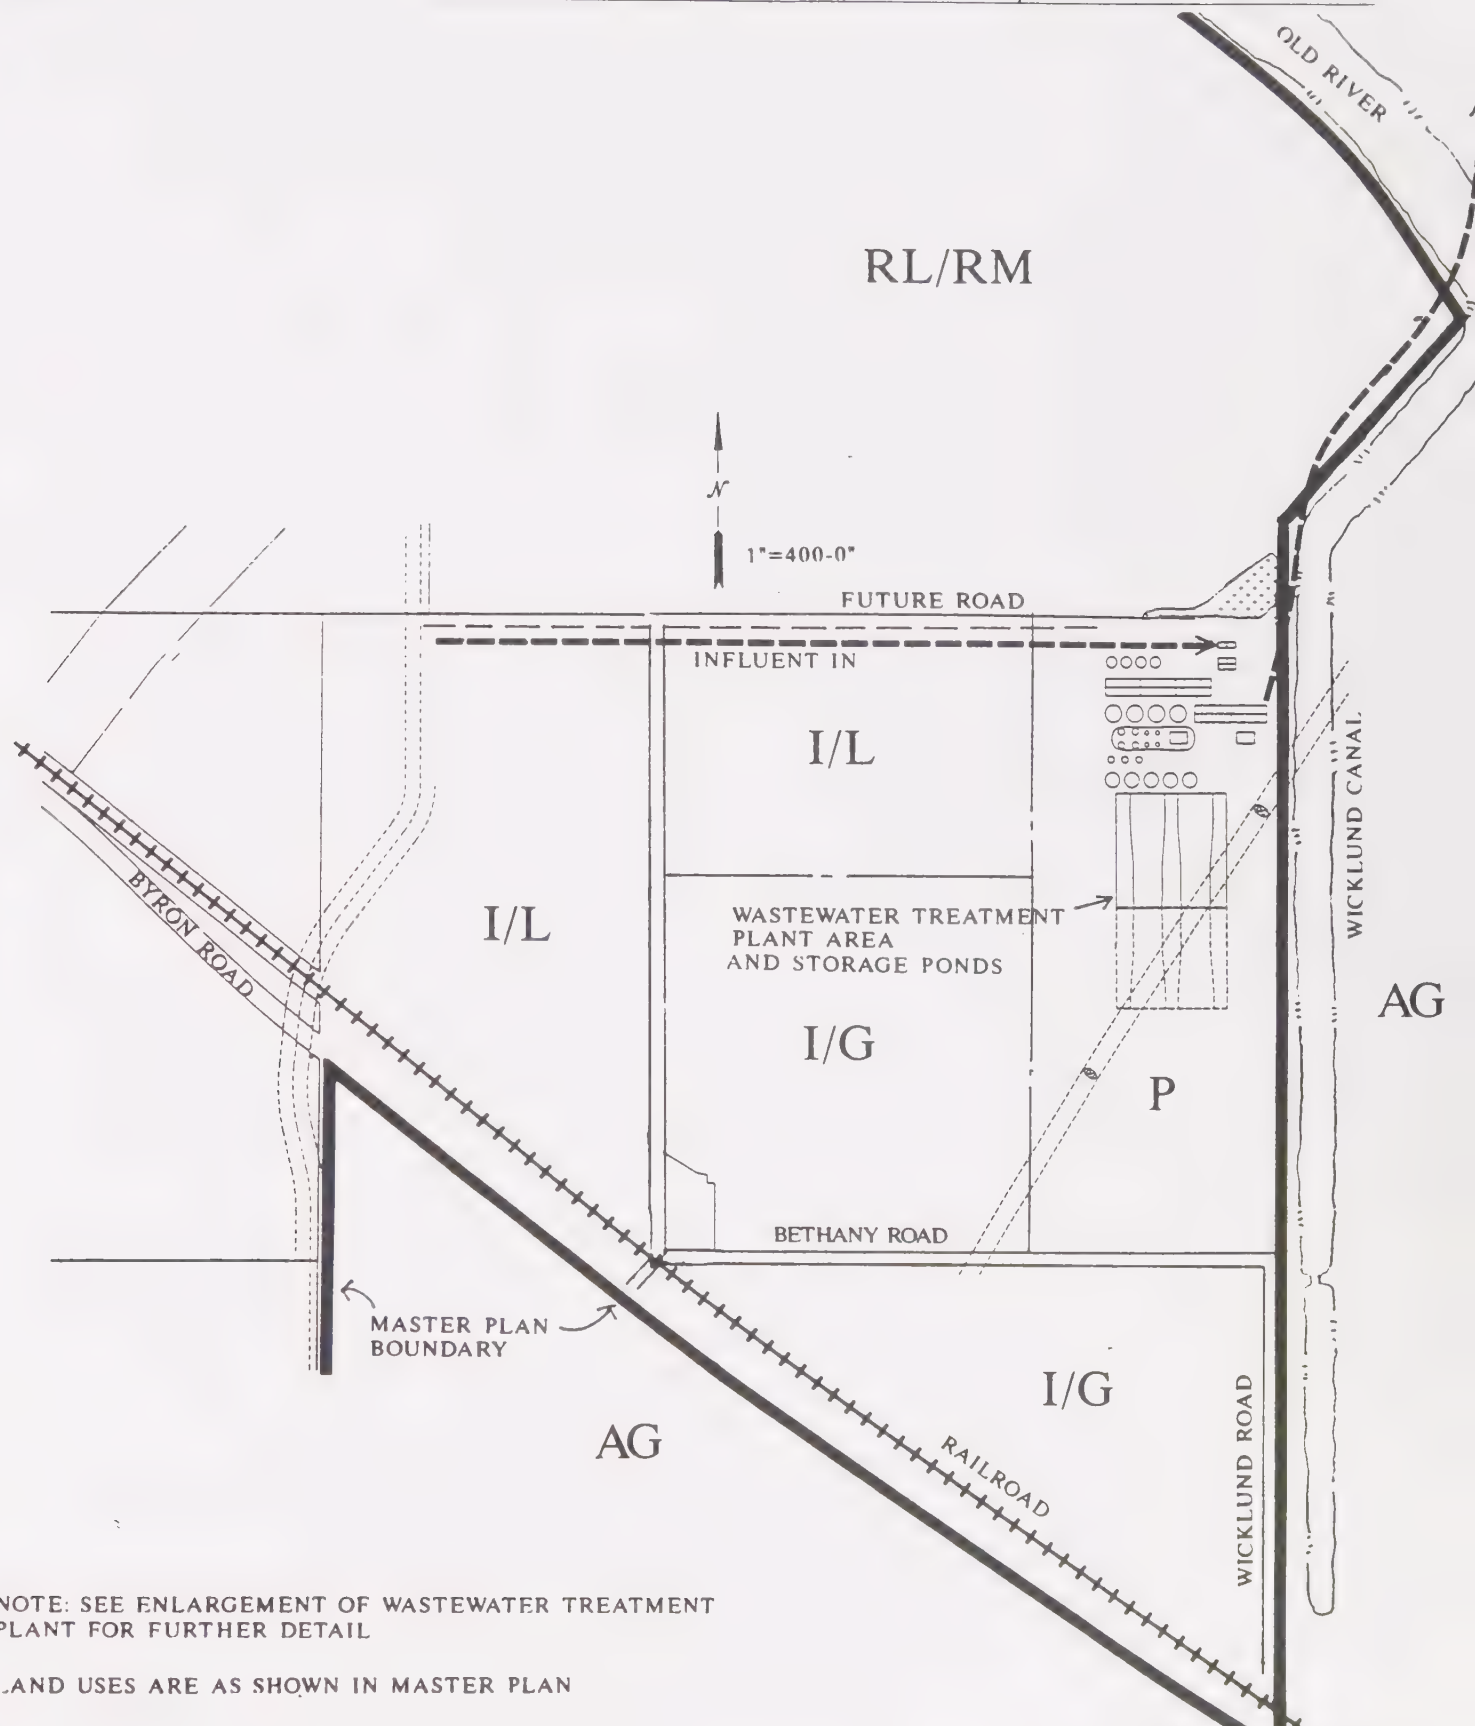 OLD RIVER
RL/RM
N
1"=400-0"
FUTURE ROAD
INFLUENT IN
I/L
WICKLUND CANAL
BYRON ROAD
I/L
WASTEWATER TREATMENT
PLANT AREA
AND STORAGE PONDS
AG
I/G
P
BETHANY ROAD
MASTER PLAN
BOUNDARY
I/G
WICKLUND ROAD
AG
RAILROAD
NOTE: SEE ENLARGEMENT OF WASTEWATER TREATMENT
PLANT FOR FURTHER DETAIL
LAND USES ARE AS SHOWN IN MASTER PLAN